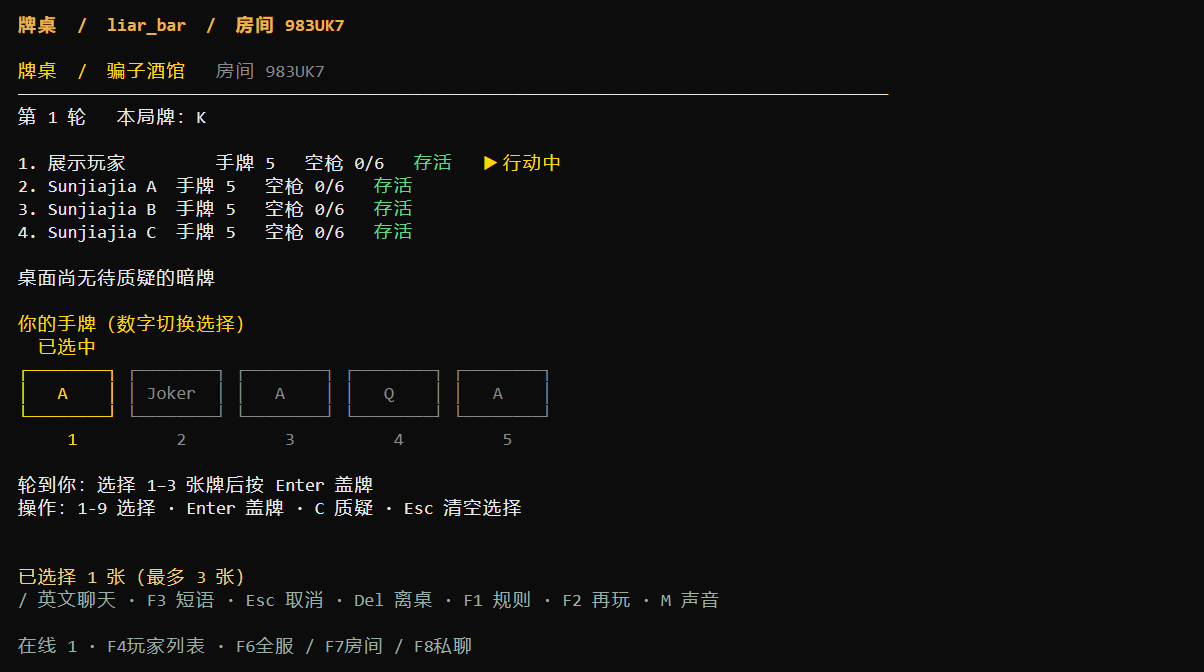 牌桌 / liar_bar / 房间 983UK7
牌桌 / 骗子酒馆 房间 983UK7
第 1 轮 本局牌: K
1. 展示玩家 手牌 5 空枪 0/6 存活 ▶ 行动中
2. Sunjiajia A 手牌 5 空枪 0/6 存活
3. Sunjiajia B 手牌 5 空枪 0/6 存活
4. Sunjiajia C 手牌 5 空枪 0/6 存活
桌面尚无待质疑的暗牌
你的手牌 (数字切换选择)
已选中
A Joker A Q A
1 2 3 4 5
轮到你: 选择 1–3 张牌后按 Enter 盖牌
操作: 1-9 选择 · Enter 盖牌 · C 质疑 · Esc 清空选择
已选择 1 张 (最多 3 张)
/ 英文聊天 · F3 短语 · Esc 取消 · Del 离桌 · F1 规则 · F2 再玩 · M 声音
在线 1 · F4玩家列表 · F6全服 / F7房间 / F8私聊